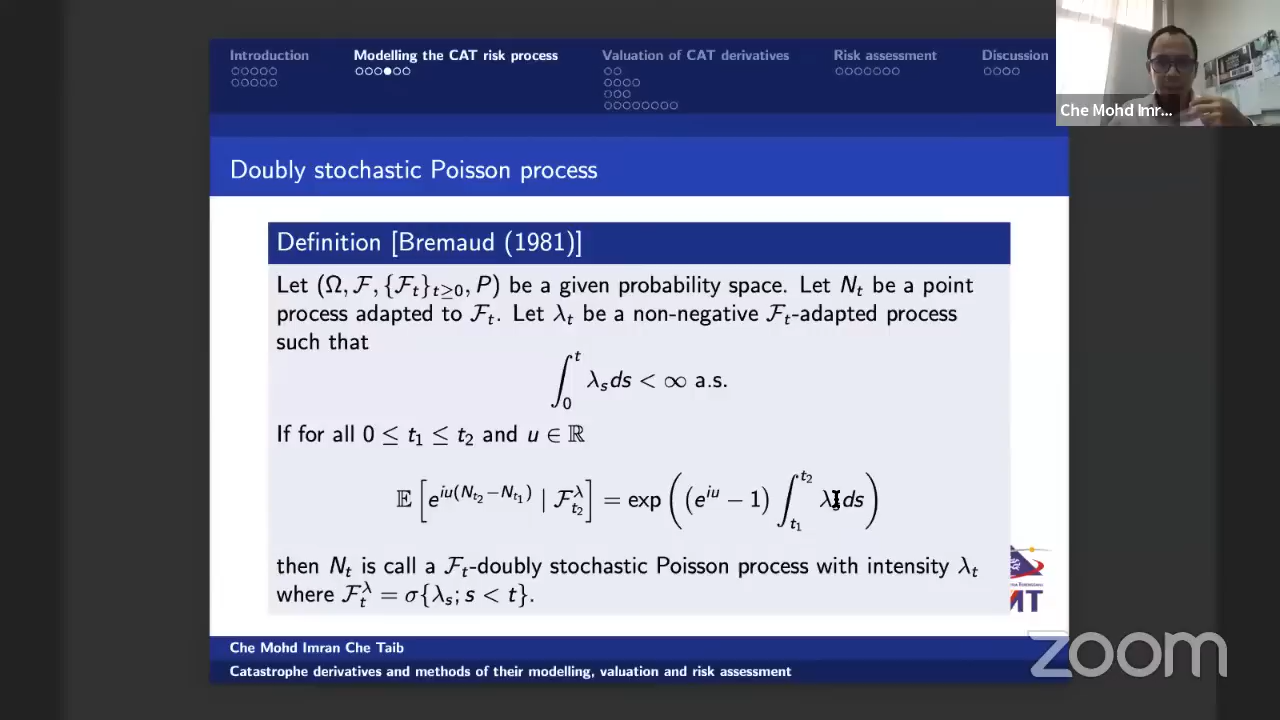 Introduction
Modelling the CAT risk process
Valuation of CAT derivatives
Risk assessment
Discussion
Che Mohd Imr...
Doubly stochastic Poisson process
Definition [Bremaud (1981)]
Let (Ω, ℱ, {ℱ_t}_{t≥0}, P) be a given probability space. Let N_t be a point
process adapted to ℱ_t. Let λ_t be a non-negative ℱ_t-adapted process
such that
∫_0^t λ_s ds < ∞ a.s.
If for all 0 ≤ t_1 ≤ t_2 and u ∈ ℝ
𝔼[e^{iu(N_{t_2}−N_{t_1})} | ℱ^λ_{t_2}] = exp((e^{iu} − 1) ∫_{t_1}^{t_2} λ_s ds)
then N_t is call a ℱ_t-doubly stochastic Poisson process with intensity λ_t
where ℱ^λ_t = σ{λ_s; s < t}.
MT
Che Mohd Imran Che Taib
Catastrophe derivatives and methods of their modelling, valuation and risk assessment
zoom